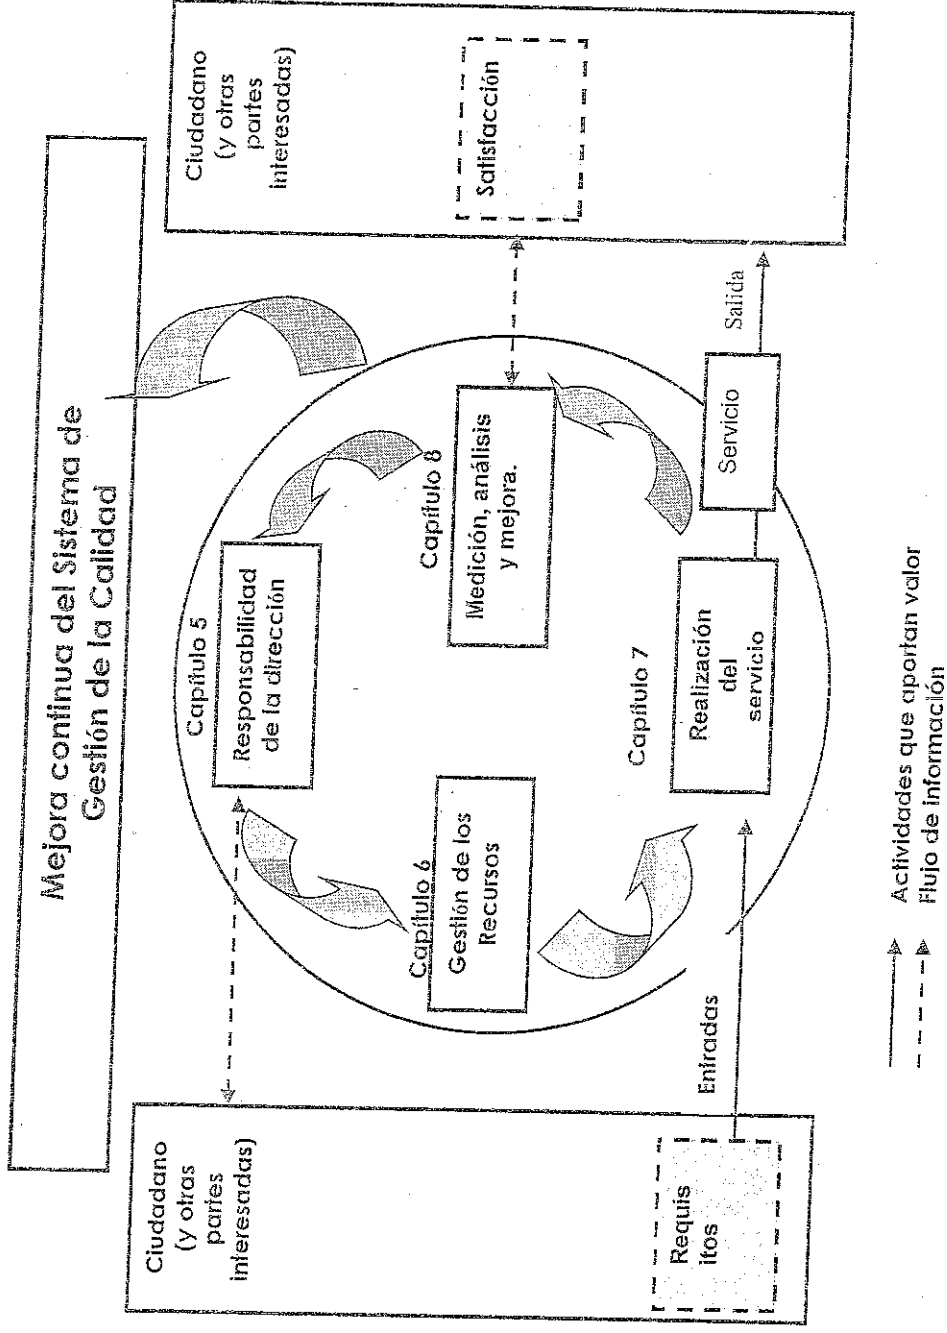 Mejora continua del Sistema de
Gestión de la Calidad
Ciudadano
(y otras
partes
interesadas)
Ciudadano
(y otras
partes
interesadas)
Capítulo 5
Responsabilidad
de la dirección
Capítulo 6
Gestión de los
Recursos
Capítulo 8
Medición, análisis
y mejora.
Satisfacción
Capítulo 7
Realización
del
servicio
Requis
itos
Entradas
Servicio
Salida
Actividades que aportan valor
Flujo de información